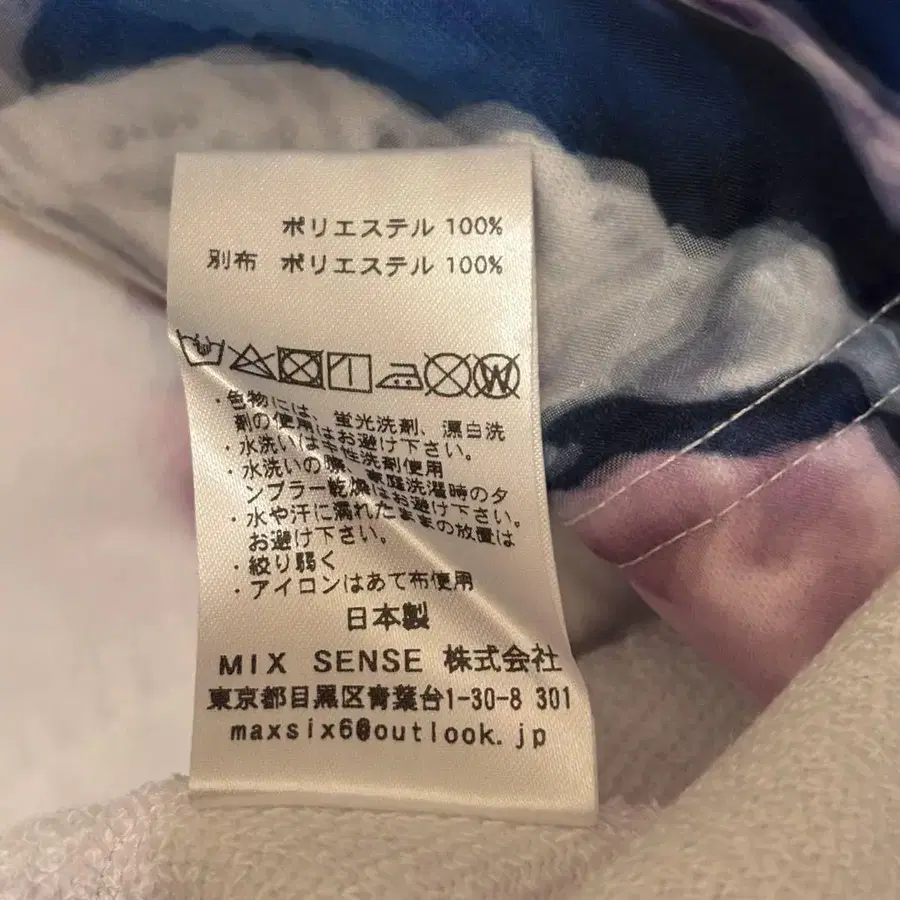 ポリエステル 100%
別布 ポリエステル 100%
・色物には、蛍光洗剤、漂白洗
剤の使用はお避け下さい。
・水洗いは中性洗剤使用
・水洗いの際、家庭洗濯時のタ
ンブラー乾燥はお避け下さい。
・水や汗に濡れたままの放置は
お避け下さい。
・絞り弱く
・アイロンはあて布使用
日本製
MIX SENSE 株式会社
東京都目黒区青葉台1-30-8 301
maxsix6@outlook.jp